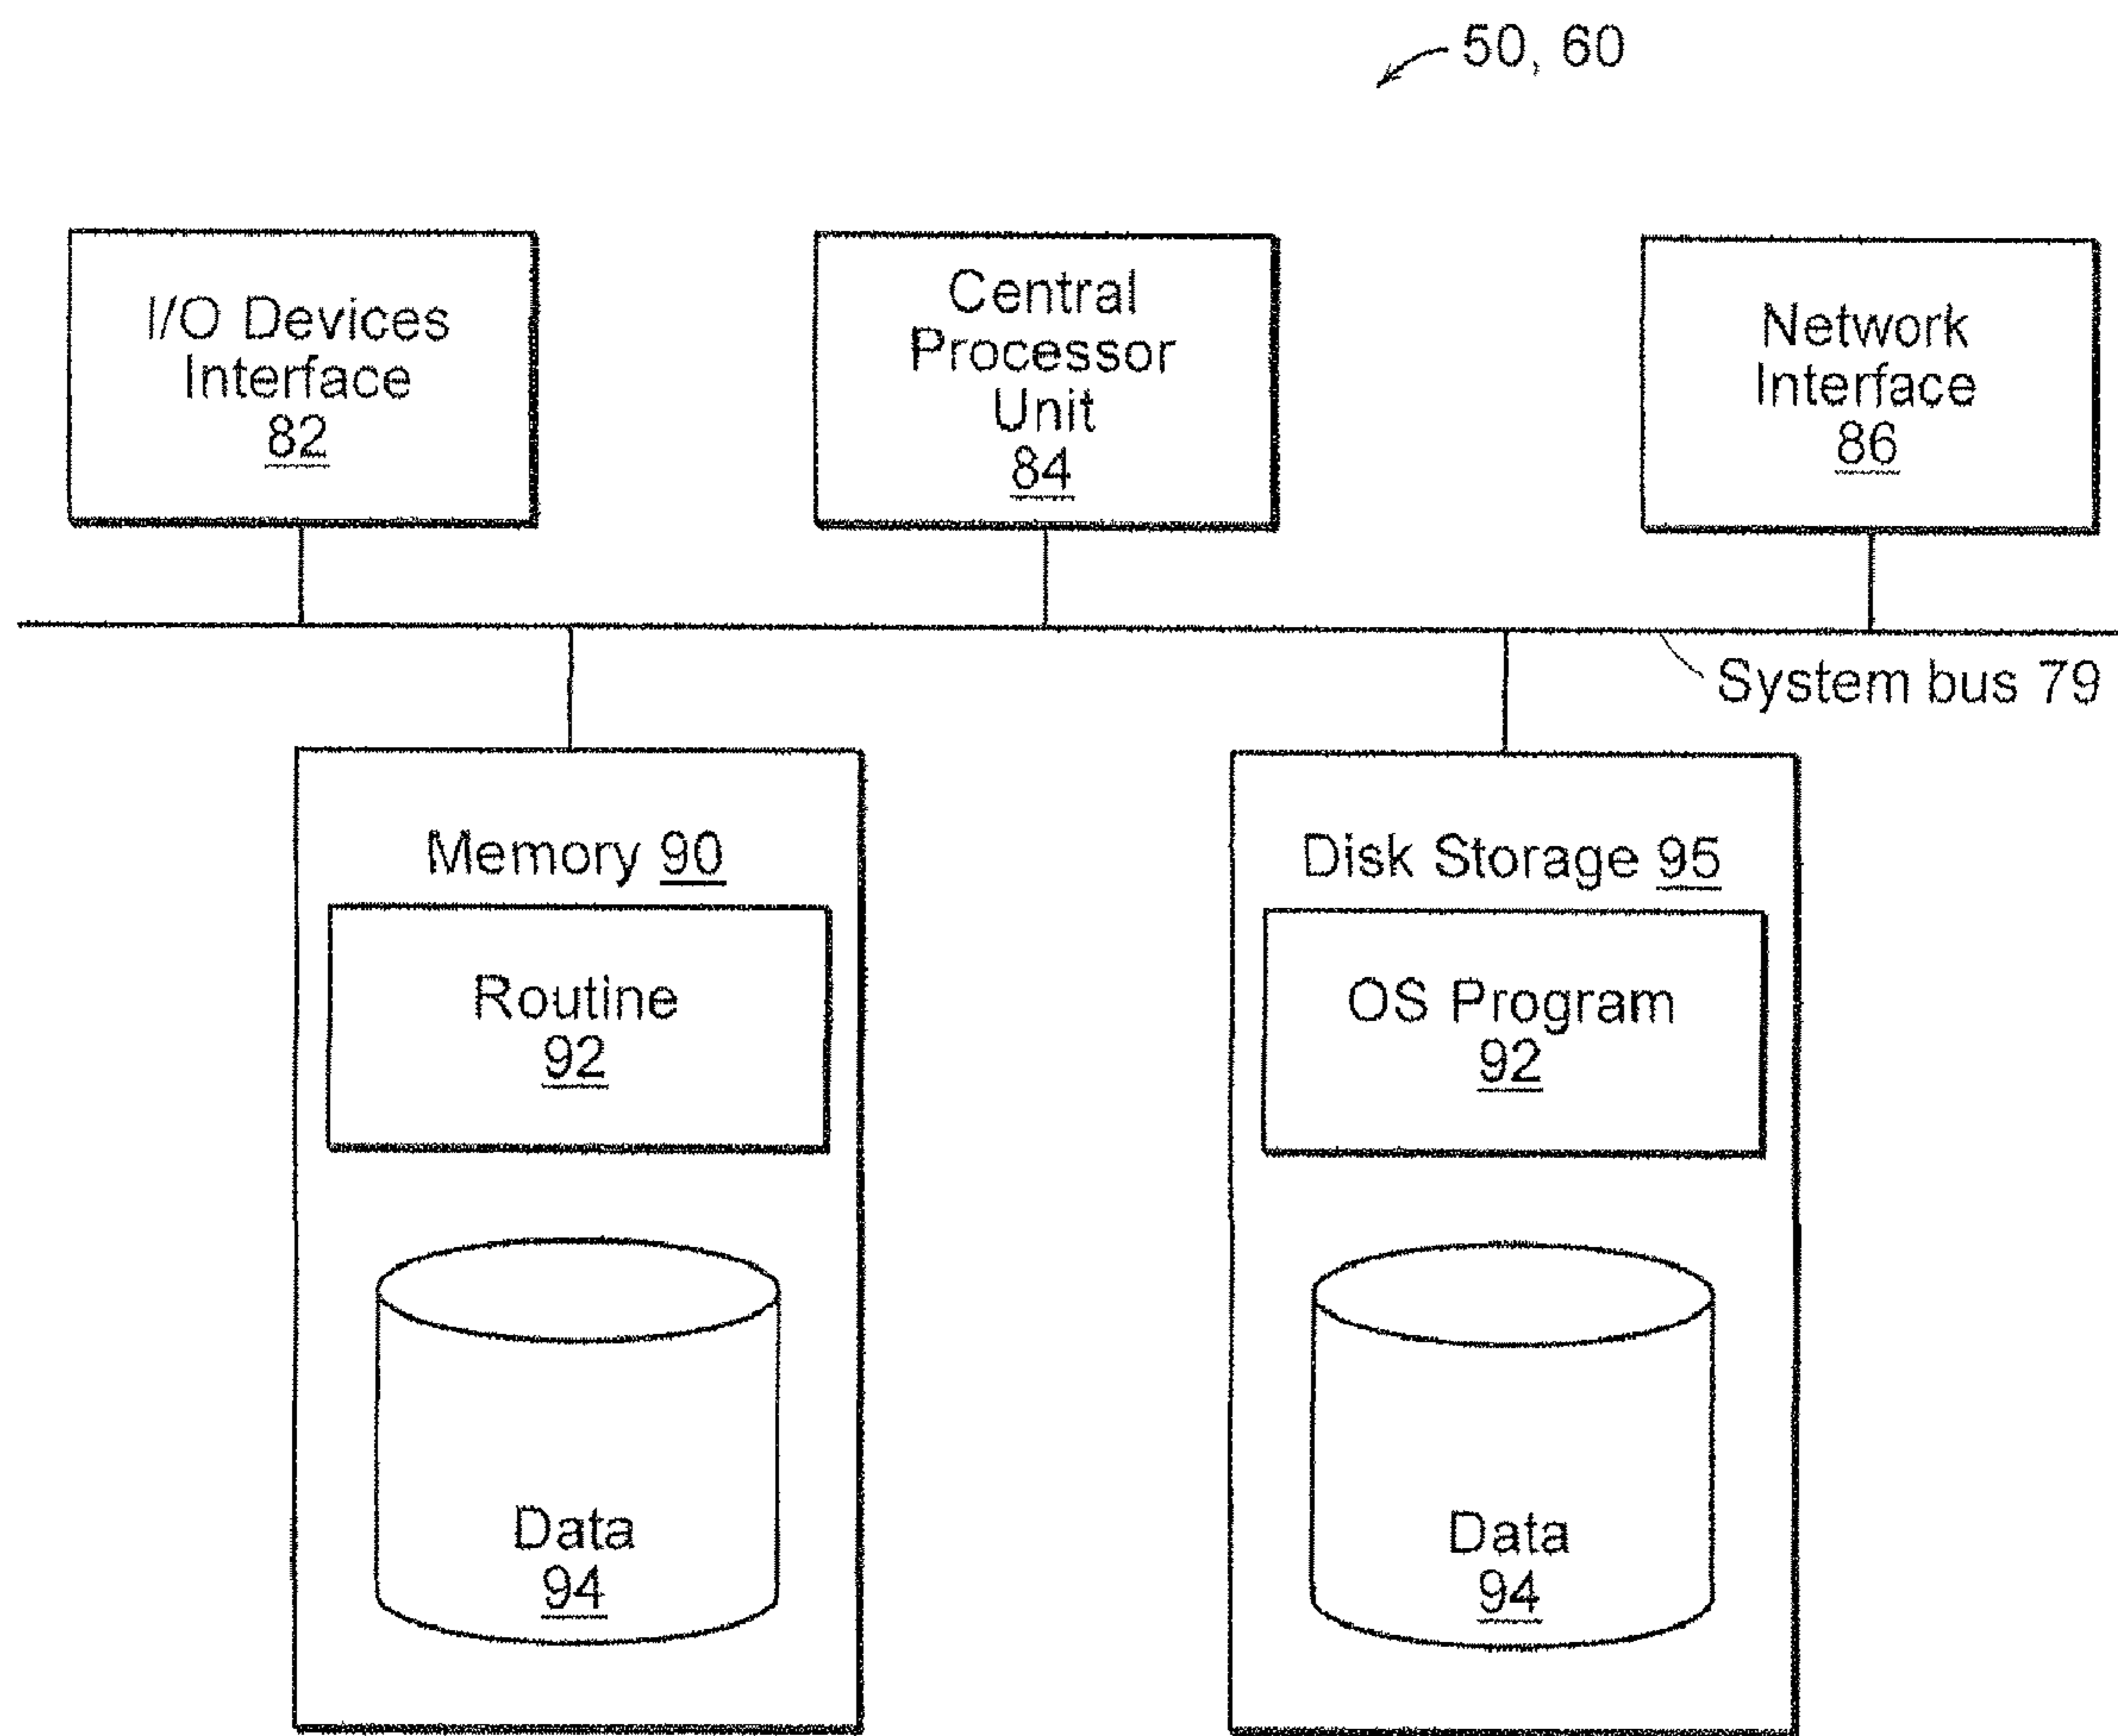 50, 60
I/O Devices
Interface
82
Central
Processor
Unit
84
Network
Interface
86
System bus 79
Memory 90
Routine
92
Data
94
Disk Storage 95
OS Program
92
Data
94